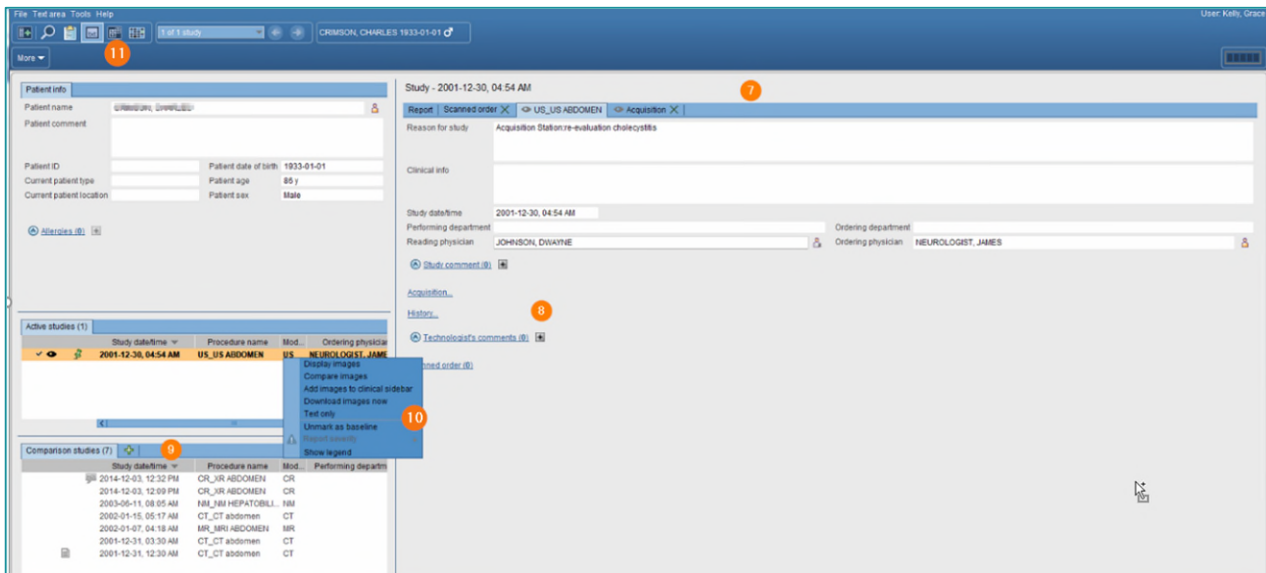 File Text area Tools Help
User: Kelly, Grace
1 of 1 study
CRIMSON, CHARLES 1933-01-01
11
More
Patient info
Patient name
Patient comment
Patient ID
Patient date of birth 1933-01-01
Current patient type
Patient age 85 y
Current patient location
Patient sex Male
Allergies (0)
Active studies (1)
Study date/time Procedure name Mod... Ordering physician
2001-12-30, 04:54 AM US_US ABDOMEN US NEUROLOGIST, JAME
Display images
Compare images
Add images to clinical sidebar
Download images now
Text only
10
Unmark as baseline
Report severity
Show legend
Comparison studies (7)
9
Study date/time Procedure name Mod... Performing departm
2014-12-03, 12:32 PM CR_XR ABDOMEN CR
2014-12-03, 12:09 PM CR_XR ABDOMEN CR
2003-06-11, 08:05 AM NM_NM HEPATOBILI... NM
2002-01-15, 05:17 AM CT_CT abdomen CT
2002-01-07, 04:18 AM MR_MRI ABDOMEN MR
2001-12-31, 03:30 AM CT_CT abdomen CT
2001-12-31, 12:30 AM CT_CT abdomen CT
Study - 2001-12-30, 04:54 AM
7
Report Scanned order US_US ABDOMEN Acquisition
Reason for study Acquisition Station:re-evaluation cholecystitis
Clinical info
Study date/time 2001-12-30, 04:54 AM
Performing department Ordering department
Reading physician JOHNSON, DWAYNE Ordering physician NEUROLOGIST, JAMES
Study comment (0)
Acquisition...
History...
8
Technologist's comments (0)
nned order (0)